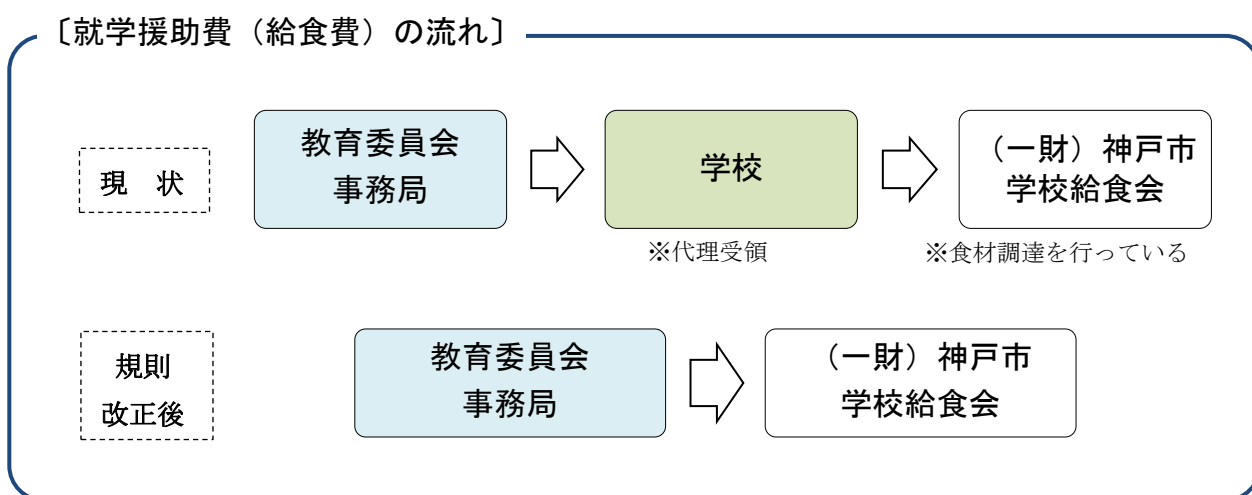 〔就学援助費（給食費）の流れ〕
現　状
教育委員会
事務局
学校
（一財）神戸市
学校給食会
※代理受領
※食材調達を行っている
規則
改正後
教育委員会
事務局
（一財）神戸市
学校給食会